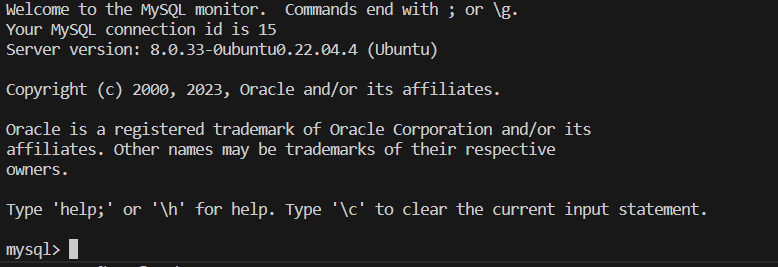 Welcome to the MySQL monitor.  Commands end with ; or \g.
Your MySQL connection id is 15
Server version: 8.0.33-0ubuntu0.22.04.4 (Ubuntu)
Copyright (c) 2000, 2023, Oracle and/or its affiliates.
Oracle is a registered trademark of Oracle Corporation and/or its
affiliates. Other names may be trademarks of their respective
owners.
Type 'help;' or '\h' for help. Type '\c' to clear the current input statement.
mysql>